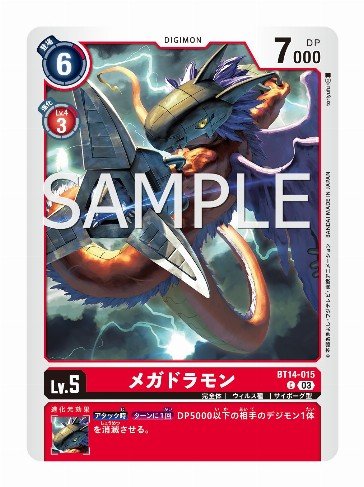 DIGIMON
登場
6
7000
DP
進化
Lv.4
3
SAMPLE
BANDAI MADE IN JAPAN
Lv.5
メガドラモン
BT14-015
C 03
完全体 | ウィルス種 | サイボーグ型
進化元効果
アタック時 ターンに1回 DP5000以下の相手のデジモン1体
を消滅させる。